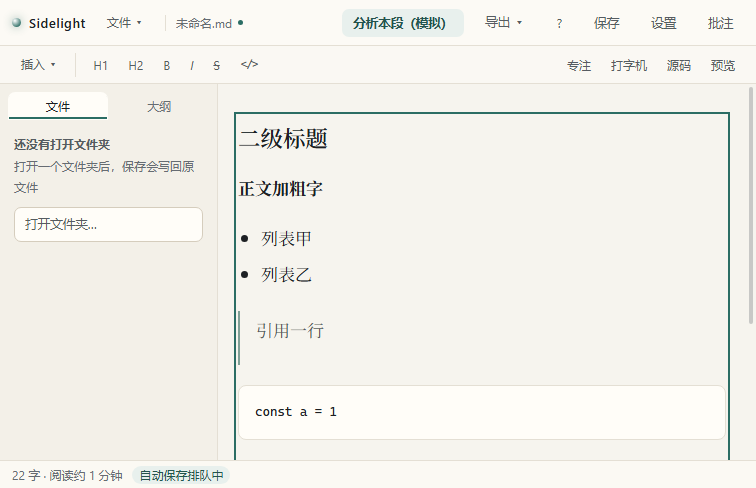 Sidelight 文件 未命名.md 分析本段（模拟） 导出 ? 保存 设置 批注
插入 H1 H2 B I S </> 专注 打字机 源码 预览
文件 大纲
还没有打开文件夹
打开一个文件夹后，保存会写回原
文件
打开文件夹...
二级标题
正文加粗字
列表甲
列表乙
引用一行
const a = 1
22 字 · 阅读约 1 分钟 自动保存排队中